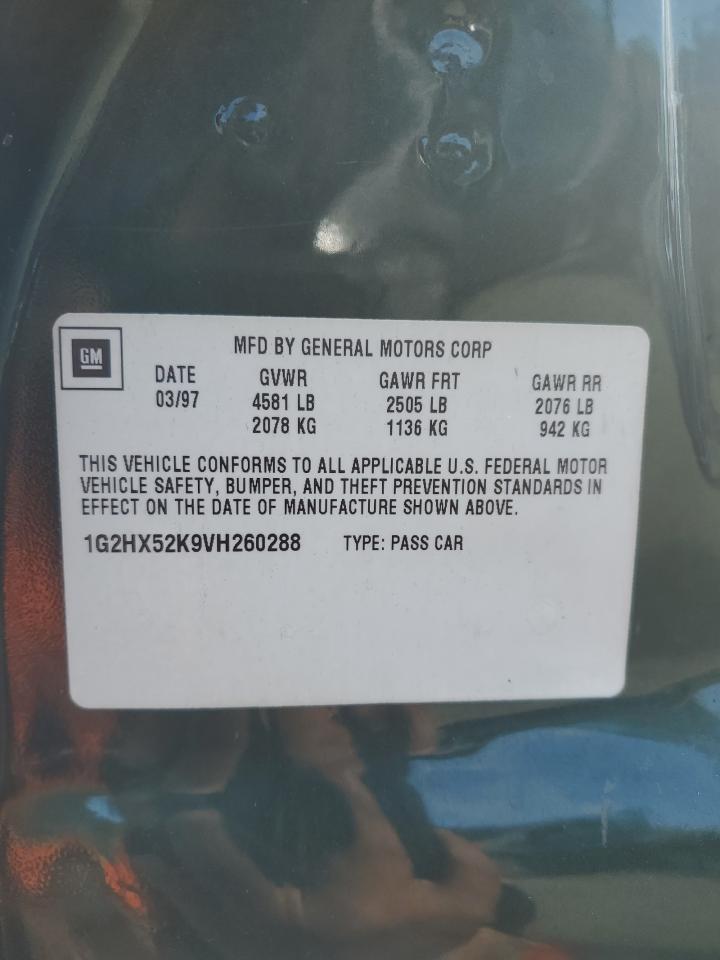 GM
MFD BY GENERAL MOTORS CORP
DATE GVWR GAWR FRT GAWR RR
03/97 4581 LB 2505 LB 2076 LB
2078 KG 1136 KG 942 KG
THIS VEHICLE CONFORMS TO ALL APPLICABLE U.S. FEDERAL MOTOR
VEHICLE SAFETY, BUMPER, AND THEFT PREVENTION STANDARDS IN
EFFECT ON THE DATE OF MANUFACTURE SHOWN ABOVE.
1G2HX52K9VH260288 TYPE: PASS CAR